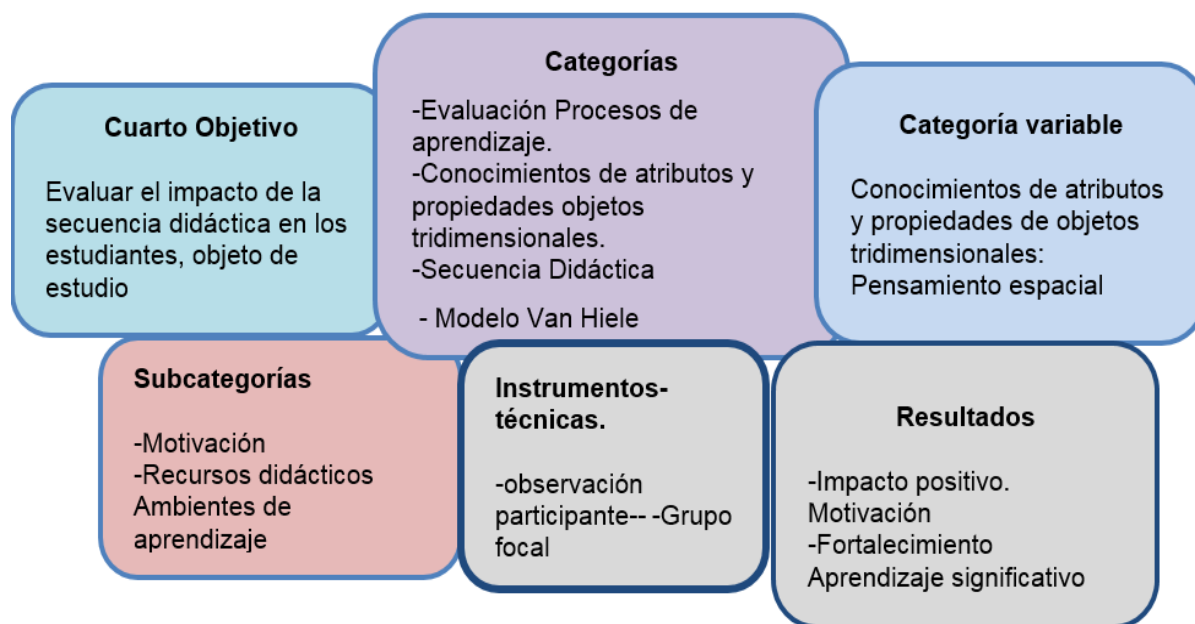 Cuarto Objetivo
Evaluar el impacto de la
secuencia didáctica en los
estudiantes, objeto de
estudio
Categorías
-Evaluación Procesos de
aprendizaje.
-Conocimientos de atributos y
propiedades objetos
tridimensionales.
-Secuencia Didáctica
- Modelo Van Hiele
Categoría variable
Conocimientos de atributos
y propiedades de objetos
tridimensionales:
Pensamiento espacial
Subcategorías
-Motivación
-Recursos didácticos
Ambientes de
aprendizaje
Instrumentos-
técnicas.
-observación
participante-- -Grupo
focal
Resultados
-Impacto positivo.
Motivación
-Fortalecimiento
Aprendizaje significativo